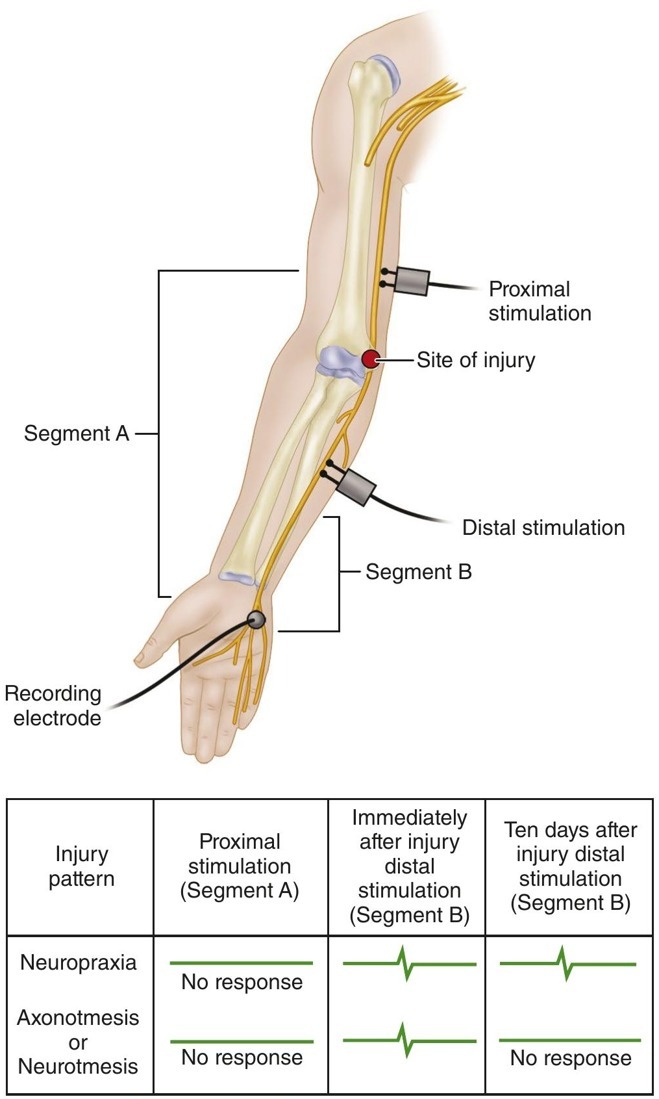 Proximal
stimulation
Site of injury
Segment A
Distal stimulation
Segment B
Recording
electrode
Injury
pattern
Proximal
stimulation
(Segment A)
Immediately
after injury
distal
stimulation
(Segment B)
Ten days after
injury distal
stimulation
(Segment B)
Neuropraxia
No response
Axonotmesis
or
Neurotmesis
No response
No response